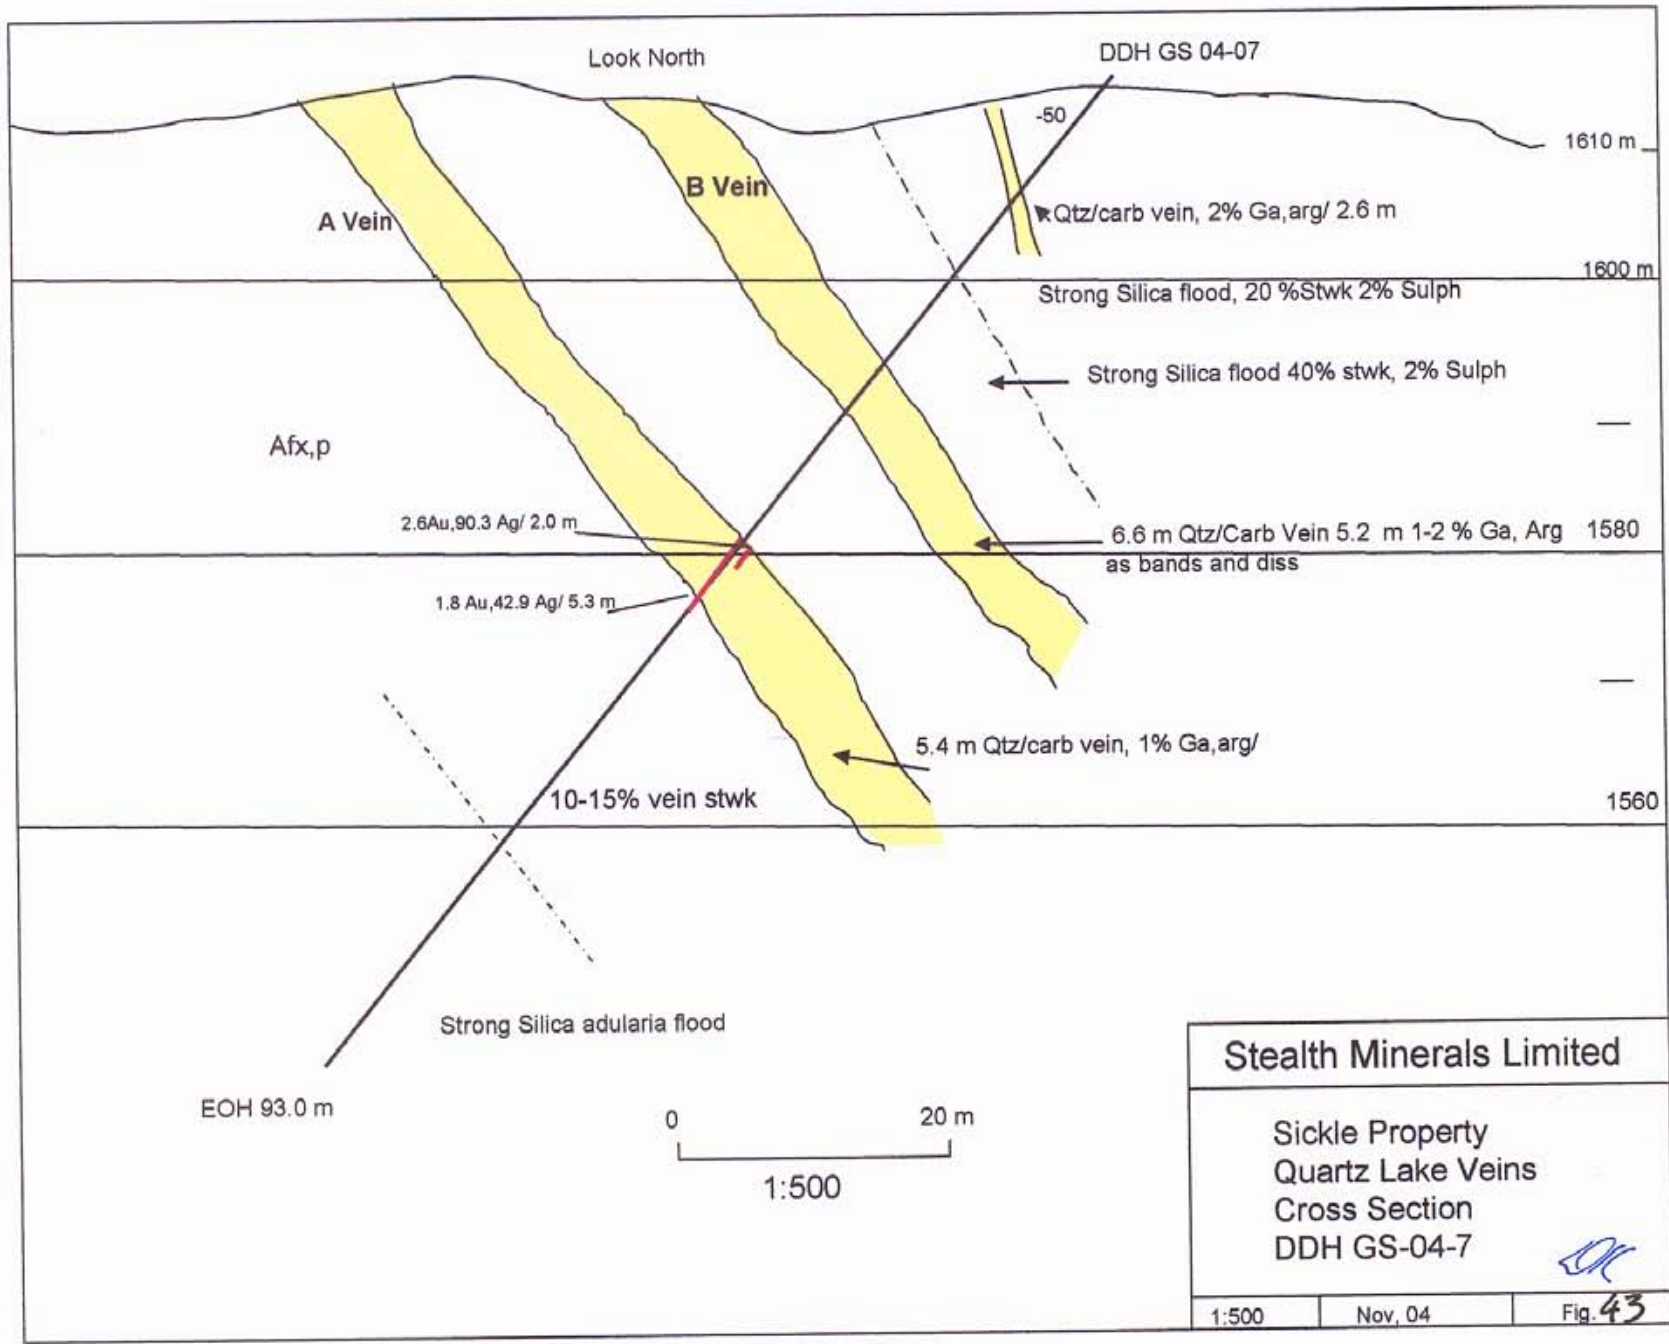 Look North
DDH GS 04-07
-50
1610 m
B Vein
A Vein
Qtz/carb vein, 2% Ga,arg/ 2.6 m
1600 m
Strong Silica flood, 20 %Stwk 2% Sulph
Strong Silica flood 40% stwk, 2% Sulph
Afx,p
2.6Au,90.3 Ag/ 2.0 m
6.6 m Qtz/Carb Vein 5.2 m 1-2 % Ga, Arg
as bands and diss
1580
1.8 Au,42.9 Ag/ 5.3 m
5.4 m Qtz/carb vein, 1% Ga,arg/
10-15% vein stwk
1560
Strong Silica adularia flood
EOH 93.0 m
0 20 m
1:500
Stealth Minerals Limited
Sickle Property
Quartz Lake Veins
Cross Section
DDH GS-04-7
1:500 Nov, 04 Fig. 43